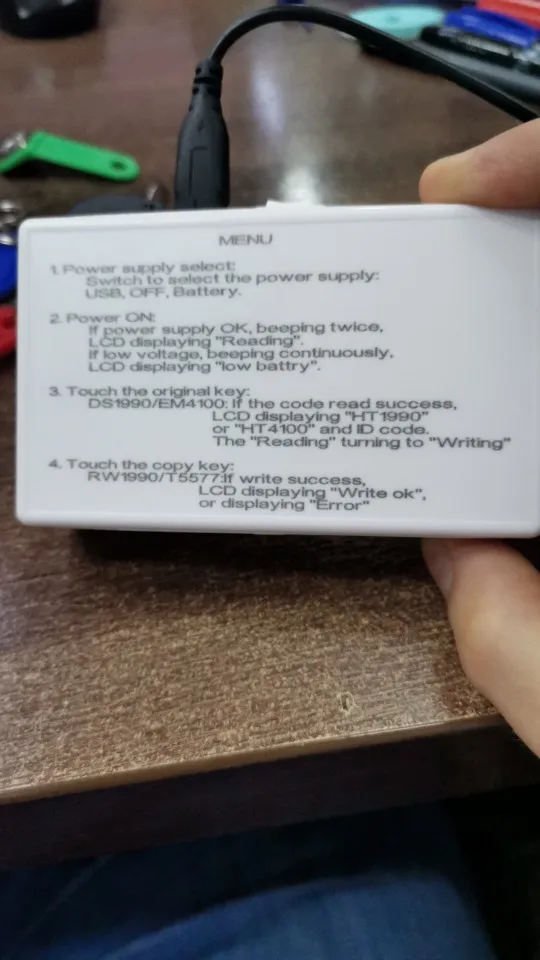 MENU
1. Power supply select:
Switch to select the power supply:
USB, OFF, Battery.
2. Power ON:
If power supply OK, beeping twice,
LCD displaying "Reading".
If low voltage, beeping continuously,
LCD displaying "low battry".
3. Touch the original key:
DS1990/EM4100: If the code read success,
LCD displaying "HT1990"
or "HT4100" and ID code.
The "Reading" turning to "Writing"
4. Touch the copy key:
RW1990/T5577:If write success,
LCD displaying "Write ok",
or displaying "Error"